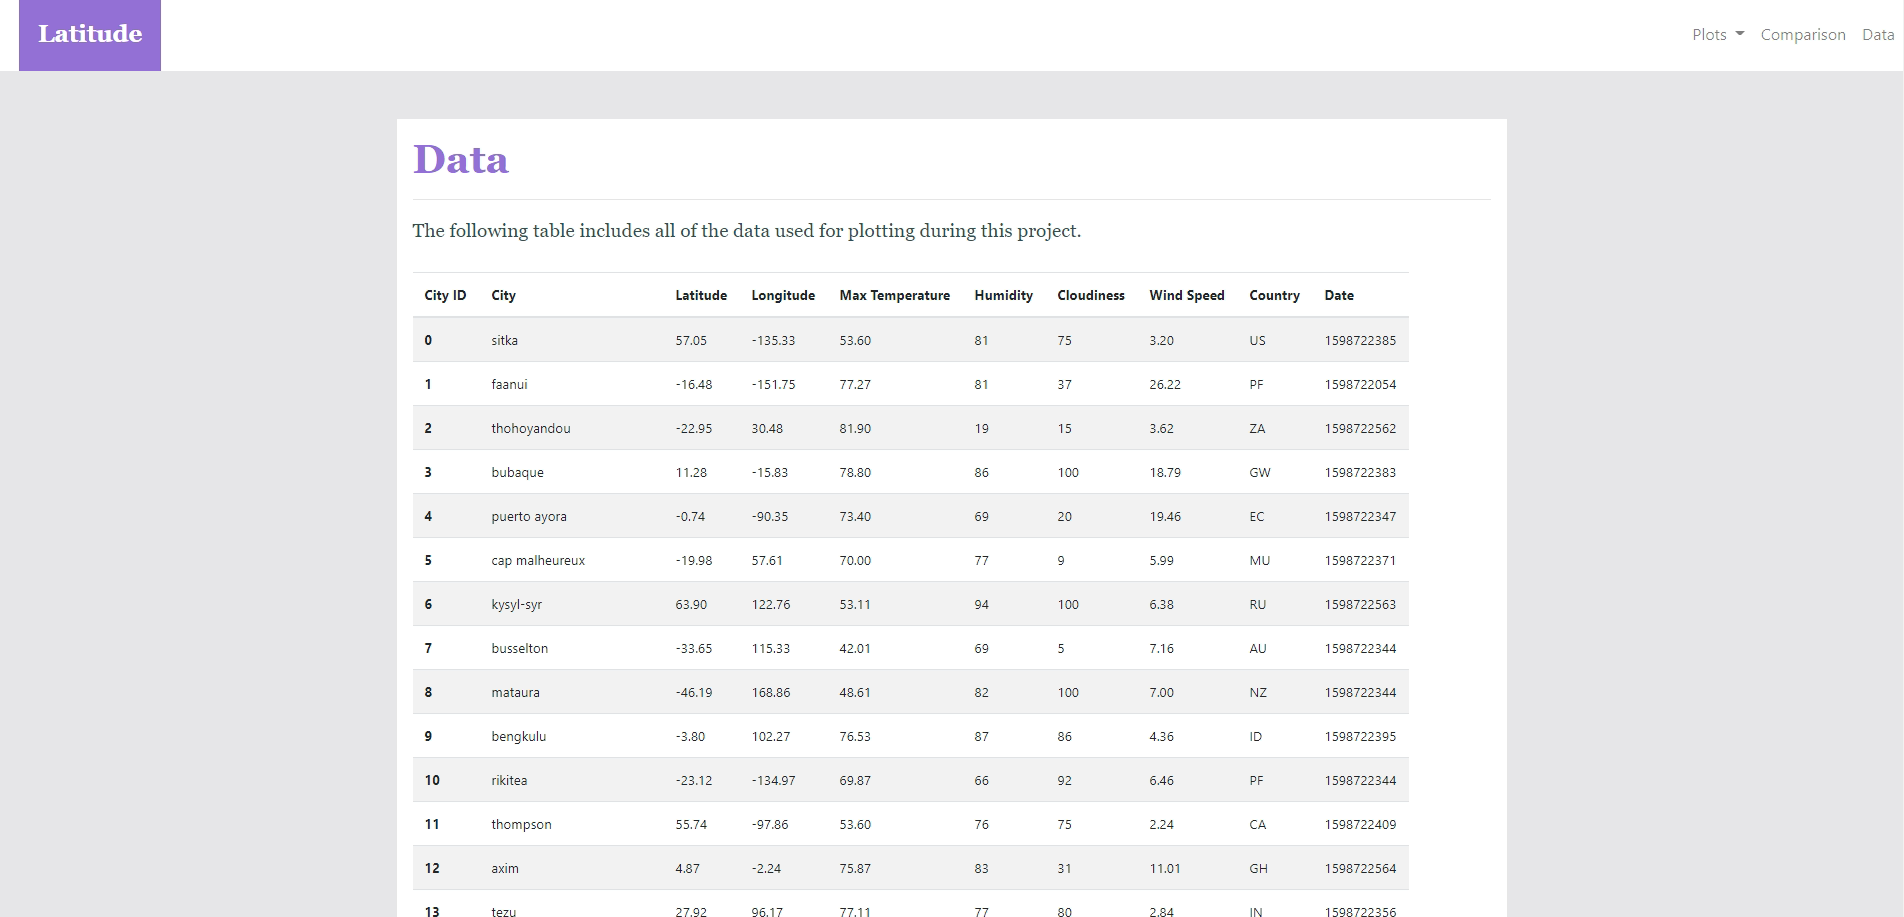 Latitude
Plots Comparison Data
Data
The following table includes all of the data used for plotting during this project.
City ID City Latitude Longitude Max Temperature Humidity Cloudiness Wind Speed Country Date
0 sitka 57.05 -135.33 53.60 81 75 3.20 US 1598722385
1 faanui -16.48 -151.75 77.27 81 37 26.22 PF 1598722054
2 thohoyandou -22.95 30.48 81.90 19 15 3.62 ZA 1598722562
3 bubaque 11.28 -15.83 78.80 86 100 18.79 GW 1598722383
4 puerto ayora -0.74 -90.35 73.40 69 20 19.46 EC 1598722347
5 cap malheureux -19.98 57.61 70.00 77 9 5.99 MU 1598722371
6 kysyl-syr 63.90 122.76 53.11 94 100 6.38 RU 1598722563
7 busselton -33.65 115.33 42.01 69 5 7.16 AU 1598722344
8 mataura -46.19 168.86 48.61 82 100 7.00 NZ 1598722344
9 bengkulu -3.80 102.27 76.53 87 86 4.36 ID 1598722395
10 rikitea -23.12 -134.97 69.87 66 92 6.46 PF 1598722344
11 thompson 55.74 -97.86 53.60 76 75 2.24 CA 1598722409
12 axim 4.87 -2.24 75.87 83 31 11.01 GH 1598722564
13 tezu 27.92 96.17 77.11 77 80 2.84 IN 1598722356